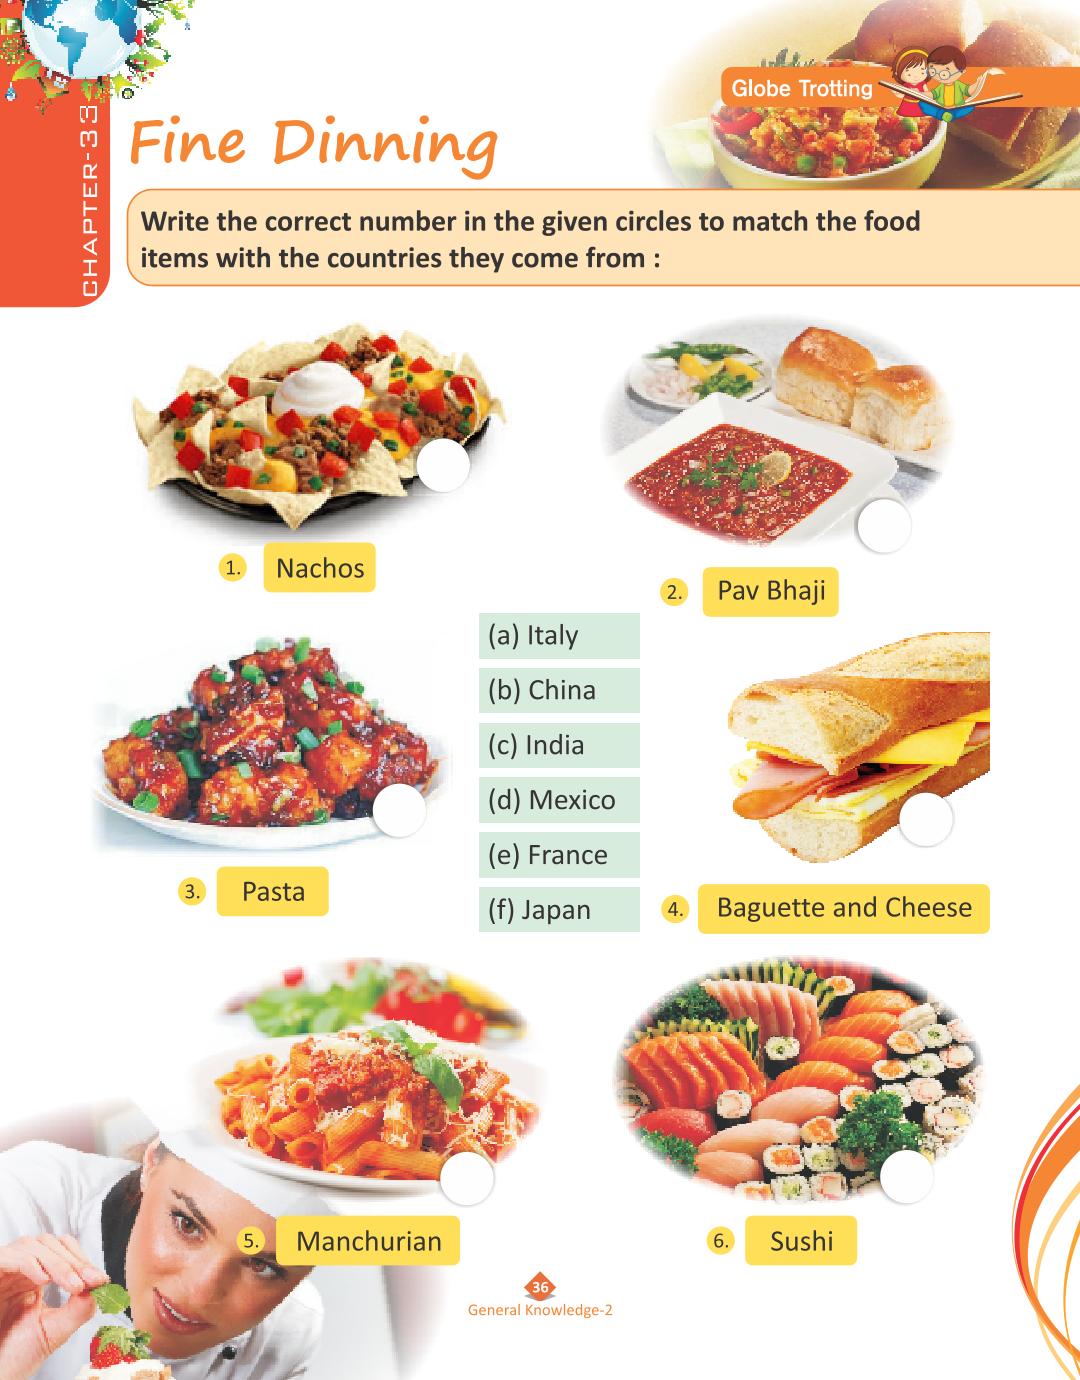 Globe Trotting
CHAPTER-33
Fine Dinning
Write the correct number in the given circles to match the food
items with the countries they come from :
1. Nachos
2. Pav Bhaji
(a) Italy
(b) China
(c) India
(d) Mexico
(e) France
(f) Japan
3. Pasta
4. Baguette and Cheese
5. Manchurian
6. Sushi
36
General Knowledge-2